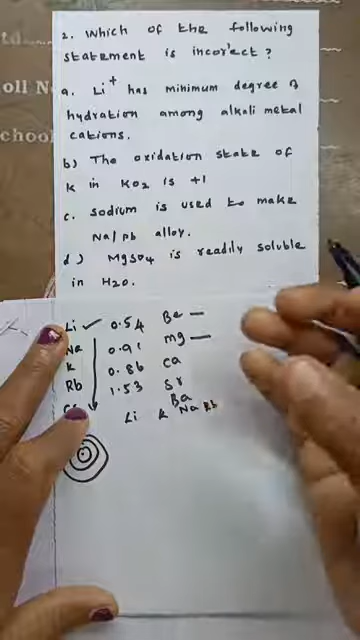 2. Which of the following
statement is incorrect?
a. Li+ has minimum degree of
hydration among alkali metal
cations.
b) The oxidation state of
K in KO2 is +1
c. Sodium is used to make
Na/Pb alloy.
d) MgSO4 is readily soluble
in H2O.
Li ✓ 0.54 Be —
Na 0.91 Mg —
K 0.86 Ca
Rb 1.53 Sr
Ba
Li K Na Rb